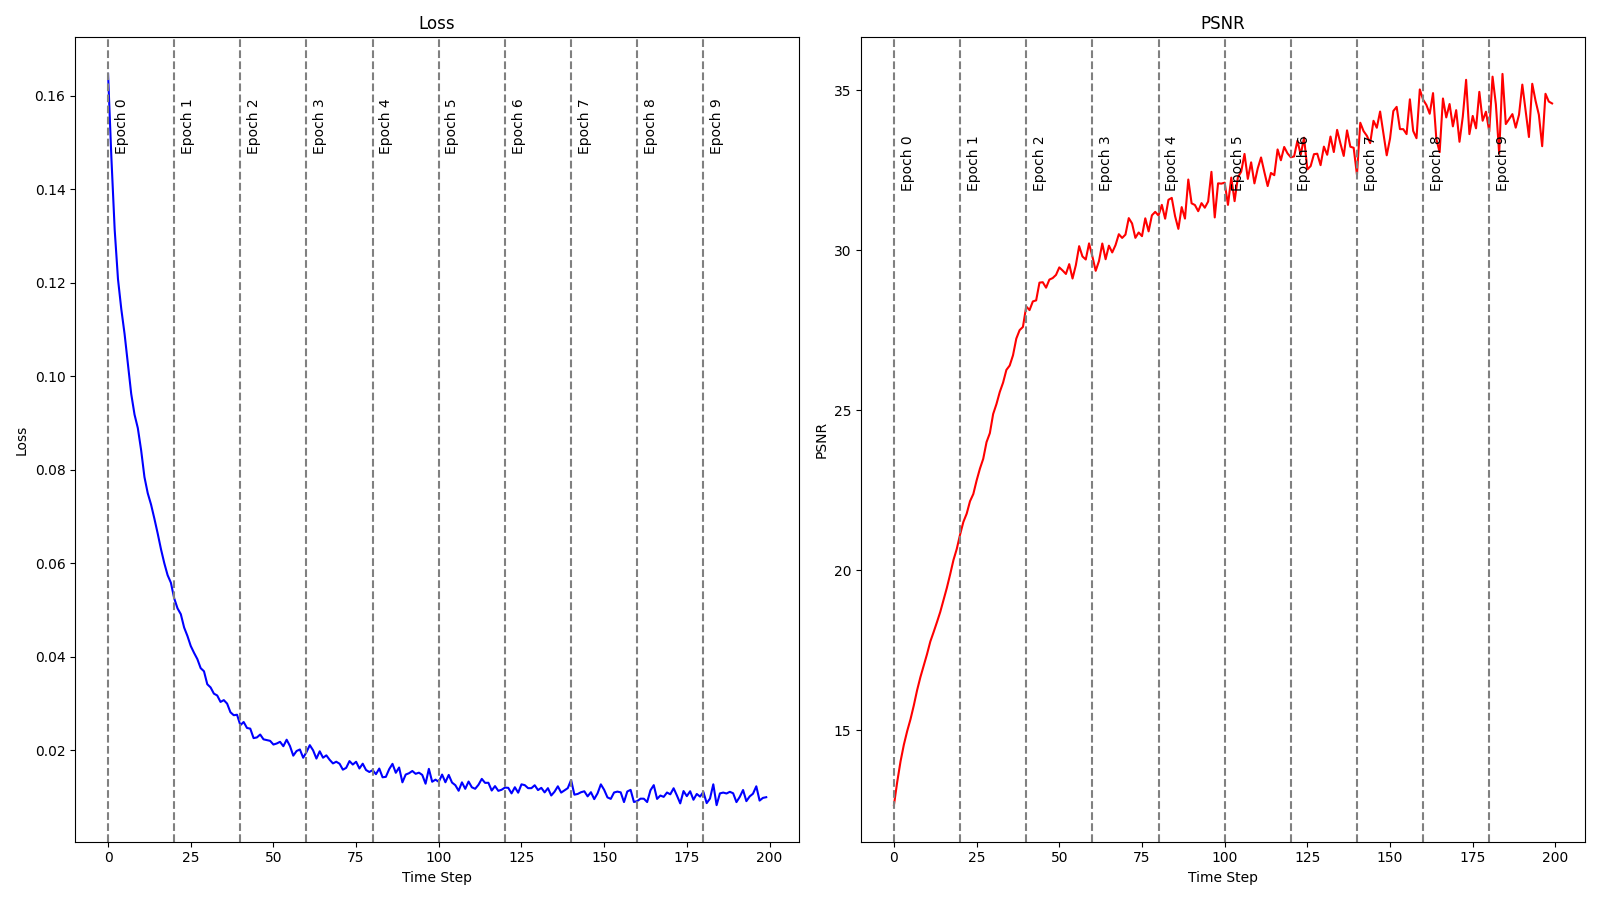 Loss
0.16
0.14
0.12
0.10
0.08
0.06
0.04
0.02
Loss
Epoch 0
Epoch 1
Epoch 2
Epoch 3
Epoch 4
Epoch 5
Epoch 6
Epoch 7
Epoch 8
Epoch 9
0 25 50 75 100 125 150 175 200
Time Step
PSNR
35
30
25
20
15
PSNR
Epoch 0
Epoch 1
Epoch 2
Epoch 3
Epoch 4
Epoch 5
Epoch 6
Epoch 7
Epoch 8
Epoch 9
0 25 50 75 100 125 150 175 200
Time Step